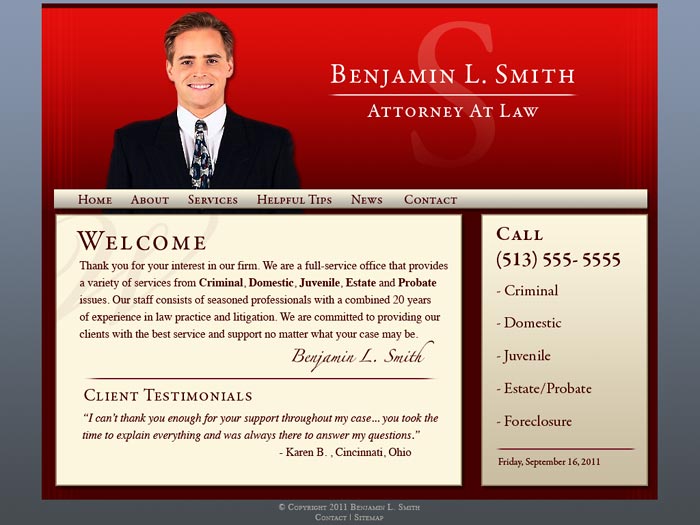 Benjamin L. Smith
S
Attorney At Law
Home About Services Helpful Tips News Contact
Welcome
Thank you for your interest in our firm. We are a full-service office that provides
a variety of services from Criminal, Domestic, Juvenile, Estate and Probate
issues. Our staff consists of seasoned professionals with a combined 20 years
of experience in law practice and litigation. We are committed to providing our
clients with the best service and support no matter what your case may be.
Benjamin L. Smith
Client Testimonials
“I can't thank you enough for your support throughout my case... you took the
time to explain everything and was always there to answer my questions.”
- Karen B. , Cincinnati, Ohio
Call
(513) 555- 5555
- Criminal
- Domestic
- Juvenile
- Estate/Probate
- Foreclosure
Friday, September 16, 2011
© Copyright 2011 Benjamin L. Smith
Contact | Sitemap